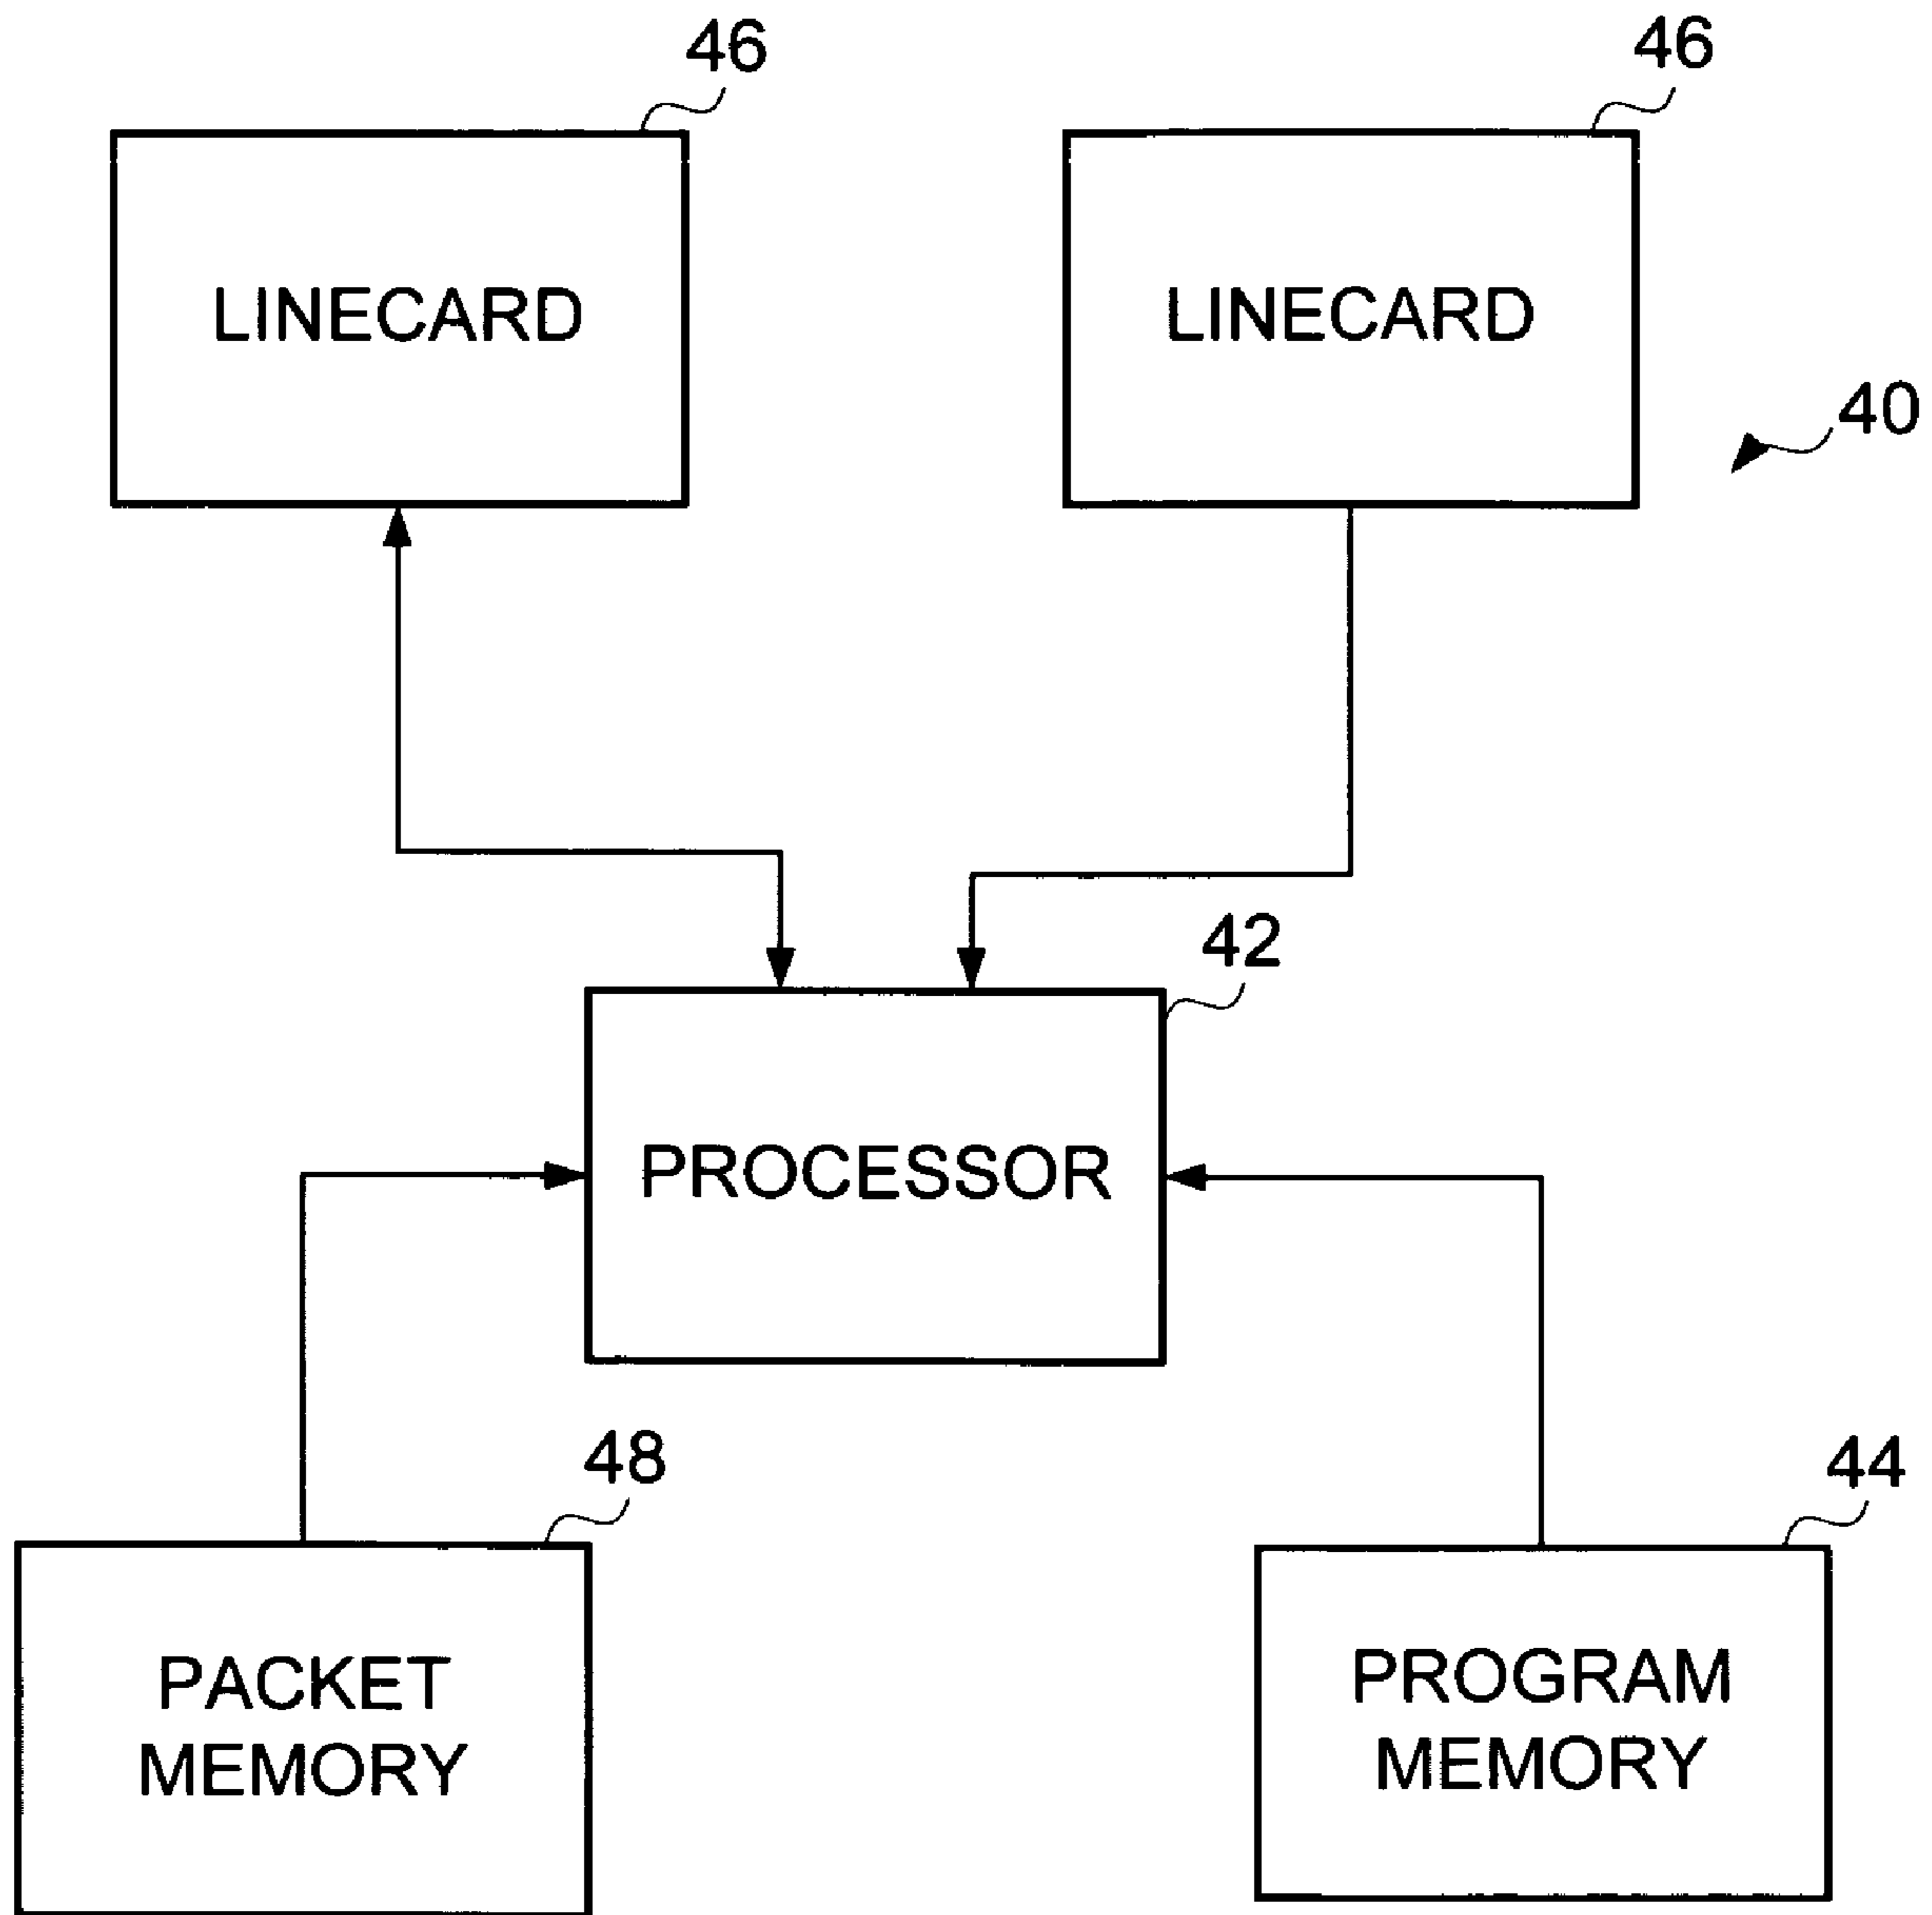 46
46
LINECARD
LINECARD
40
42
PROCESSOR
48
44
PACKET
MEMORY
PROGRAM
MEMORY